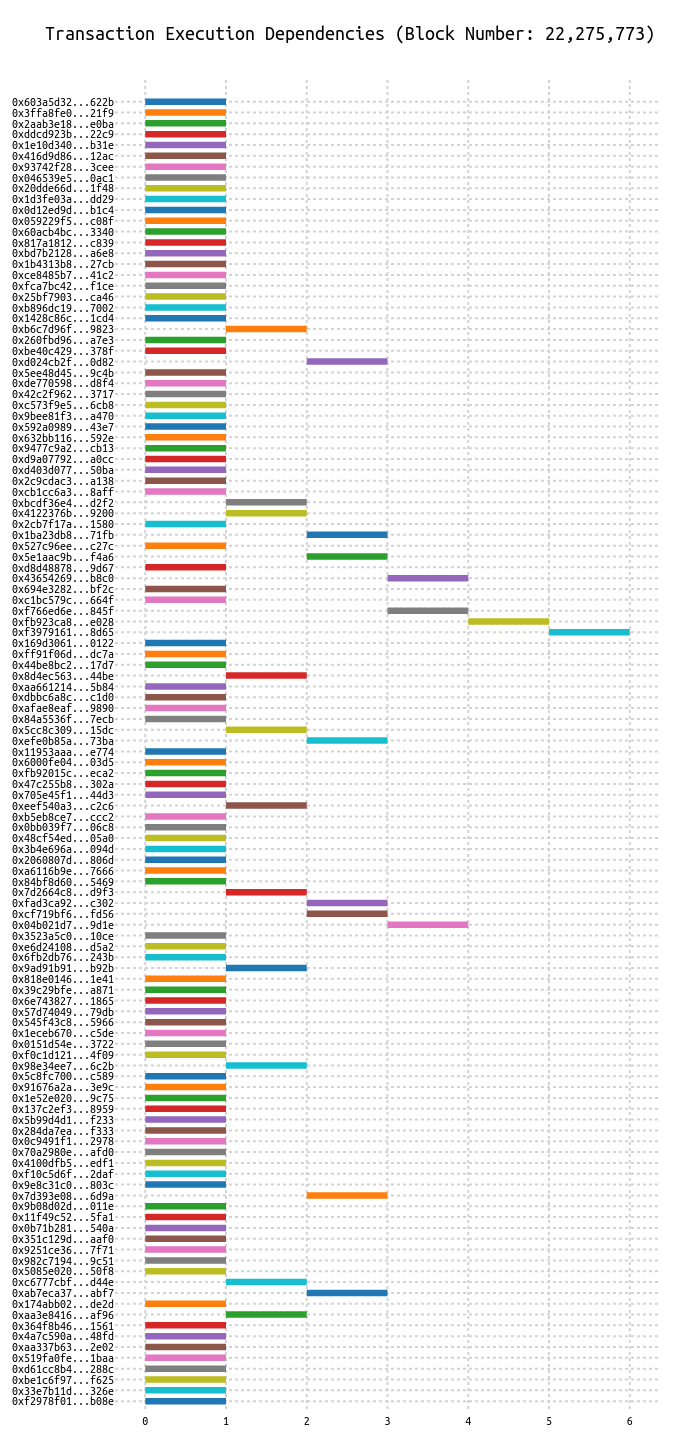 Transaction Execution Dependencies (Block Number: 22,275,773)
0x603a5d32...622b
0x3ffa8fe0...21f9
0x2aab3e18...e0ba
0xddcd923b...22c9
0x1e10d340...b31e
0x416d9d86...12ac
0x93742f28...3cee
0x046539e5...0ac1
0x20dde66d...1f48
0x1d3fe03a...dd29
0x0d12ed9d...b1c4
0x059229f5...c08f
0x60acb4bc...3340
0x817a1812...c839
0xbd7b2128...a6e8
0x1b4313b8...27cb
0xce8485b7...41c2
0xfca7bc42...f1ce
0x25bf7903...ca46
0xb896dc19...7002
0x1428c86c...1cd4
0xb6c7d96f...9823
0x260fbd96...a7e3
0xbe40c429...378f
0xd024cb2f...0d82
0x5ee48d45...9c4b
0xde770598...d8f4
0x42c2f962...3717
0xc573f9e5...6cb8
0x9bee81f3...a470
0x592a0989...43e7
0x632bb116...592e
0x9477c9a2...cb13
0xd9a07792...a0cc
0xd403d077...50ba
0x2c9cdac3...a138
0xcb1cc6a3...8aff
0xbcdf36e4...d2f2
0x4122376b...9200
0x2cb7f17a...1580
0x1ba23db8...71fb
0x527c96ee...c27c
0x5e1aac9b...f4a6
0xd8d48878...9d67
0x43654269...b8c0
0x694e3282...bf2c
0xc1bc579c...664f
0xf766ed6e...845f
0xfb923ca8...e028
0xf3979161...8d65
0x169d3061...0122
0xff91f06d...dc7a
0x44be8bc2...17d7
0x8d4ec563...44be
0xaa661214...5b84
0xdbbc6a8c...c1d0
0xafae8eaf...9890
0x84a5536f...7ecb
0x5cc8c309...15dc
0xefe0b85a...73ba
0x11953aaa...e774
0x6000fe04...03d5
0xfb92015c...eca2
0x47c255b8...302a
0x705e45f1...44d3
0xeef540a3...c2c6
0xb5eb8ce7...ccc2
0x0bb039f7...06c8
0x48cf54ed...05a0
0x3b4e696a...094d
0x2060807d...806d
0xa6116b9e...7666
0x84bf8d60...5469
0x7d2664c8...d9f3
0xfad3ca92...c302
0xcf719bf6...fd56
0x04b021d7...9d1e
0x3523a5c0...10ce
0xe6d24108...d5a2
0x6fb2db76...243b
0x9ad91b91...b92b
0x818e0146...1e41
0x39c29bfe...a871
0x6e743827...1865
0x57d74049...79db
0x545f43c8...5966
0x1eceb670...c5de
0x0151d54e...3722
0xf0c1d121...4f09
0x98e34ee7...6c2b
0x5c8fc700...c589
0x91676a2a...3e9c
0x1e52e020...9c75
0x137c2ef3...8959
0x5b99d4d1...f233
0x284da7ea...f333
0x0c9491f1...2978
0x70a2980e...afd0
0x4100dfb5...edf1
0xf10c5d6f...2daf
0x9e8c31c0...803c
0x7d393e08...6d9a
0x9b08d02d...011e
0x11f49c52...5fa1
0x0b71b281...540a
0x351c129d...aaf0
0x9251ce36...7f71
0x982c7194...9c51
0x5085e020...50f8
0xc6777cbf...d44e
0xab7eca37...abf7
0x174abb02...de2d
0xaa3e8416...af96
0x364f8b46...1561
0x4a7c590a...48fd
0xaa337b63...2e02
0x519fa0fe...1baa
0xd61cc8b4...288c
0xbe1c6f97...f625
0x33e7b11d...326e
0xf2978f01...b08e
0 1 2 3 4 5 6